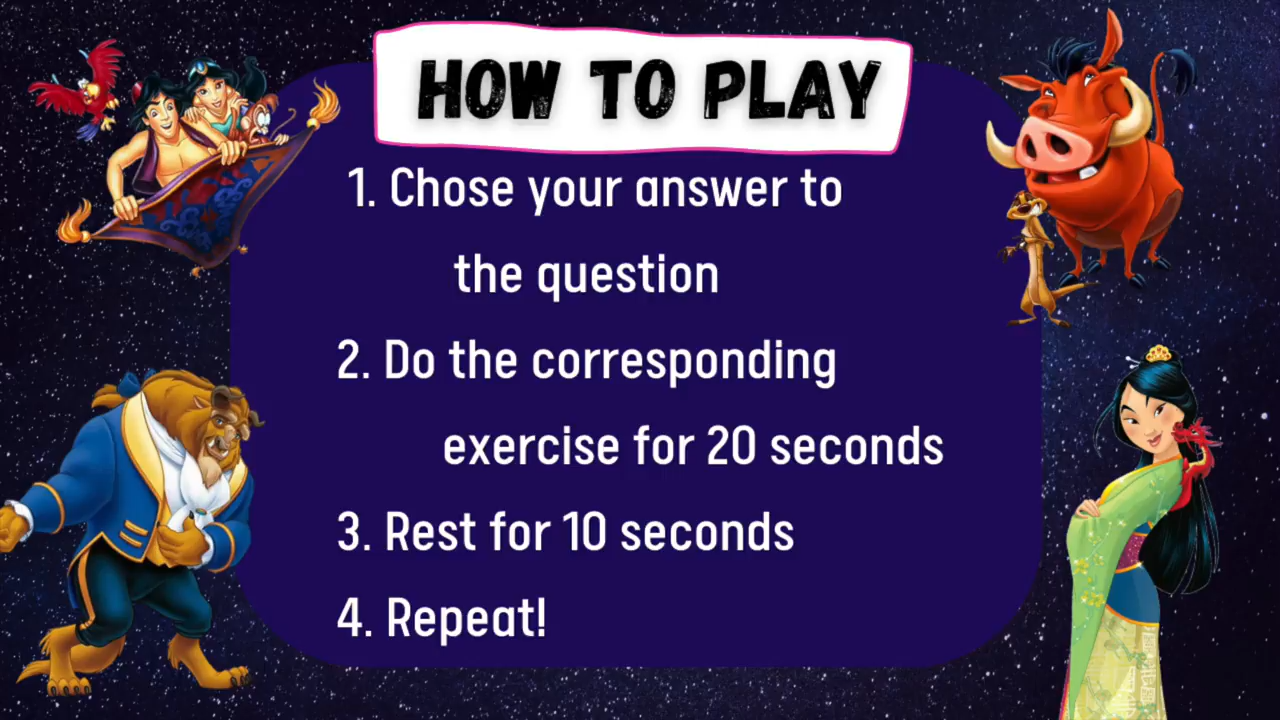 HOW TO PLAY
1. Chose your answer to
the question
2. Do the corresponding
exercise for 20 seconds
3. Rest for 10 seconds
4. Repeat!